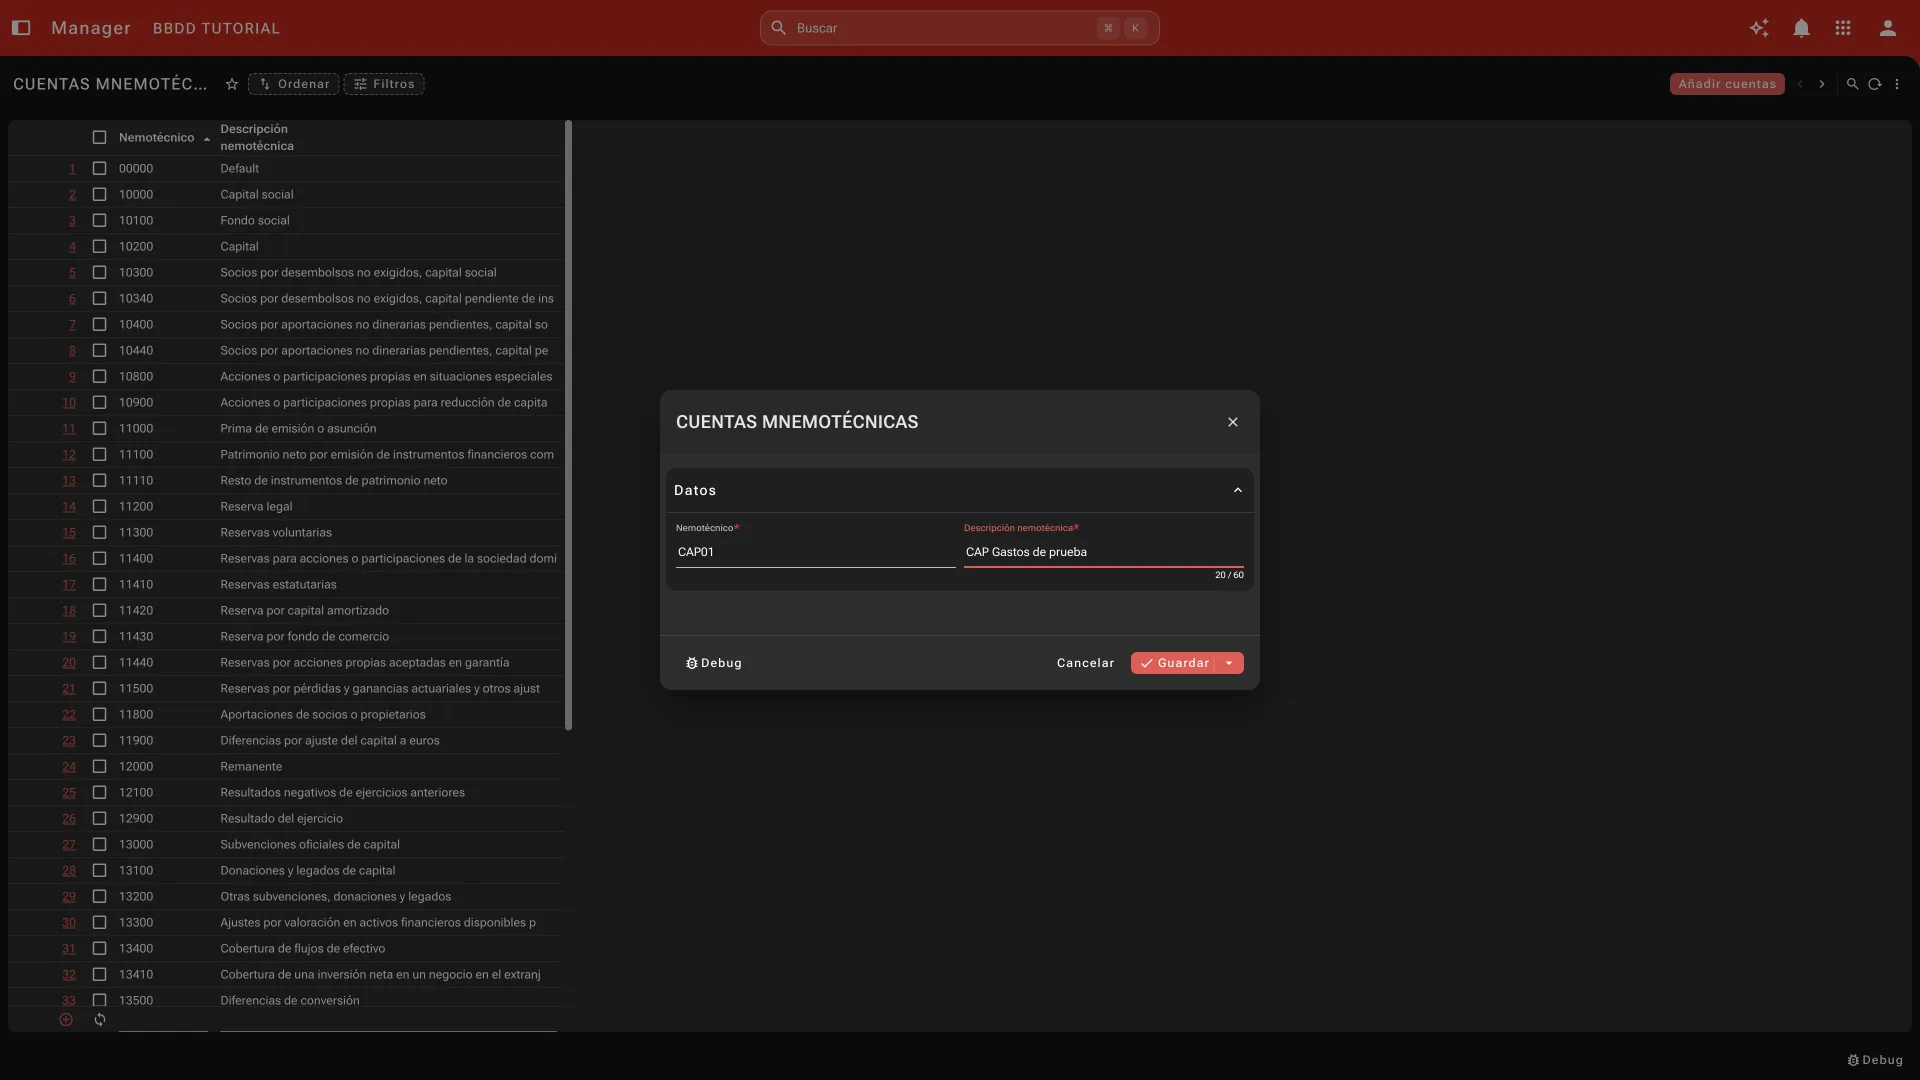 Manager BBDD TUTORIAL
Buscar
⌘ K
CUENTAS MNEMOTÉC...
Ordenar
Filtros
Añadir cuentas
Nemotécnico
Descripción
nemotécnica
1 00000 Default
2 10000 Capital social
3 10100 Fondo social
4 10200 Capital
5 10300 Socios por desembolsos no exigidos, capital social
6 10340 Socios por desembolsos no exigidos, capital pendiente de ins
7 10400 Socios por aportaciones no dinerarias pendientes, capital so
8 10440 Socios por aportaciones no dinerarias pendientes, capital pe
9 10800 Acciones o participaciones propias en situaciones especiales
10 10900 Acciones o participaciones propias para reducción de capita
11 11000 Prima de emisión o asunción
12 11100 Patrimonio neto por emisión de instrumentos financieros com
13 11110 Resto de instrumentos de patrimonio neto
14 11200 Reserva legal
15 11300 Reservas voluntarias
16 11400 Reservas para acciones o participaciones de la sociedad domi
17 11410 Reservas estatutarias
18 11420 Reserva por capital amortizado
19 11430 Reserva por fondo de comercio
20 11440 Reservas por acciones propias aceptadas en garantía
21 11500 Reservas por pérdidas y ganancias actuariales y otros ajust
22 11800 Aportaciones de socios o propietarios
23 11900 Diferencias por ajuste del capital a euros
24 12000 Remanente
25 12100 Resultados negativos de ejercicios anteriores
26 12900 Resultado del ejercicio
27 13000 Subvenciones oficiales de capital
28 13100 Donaciones y legados de capital
29 13200 Otras subvenciones, donaciones y legados
30 13300 Ajustes por valoración en activos financieros disponibles p
31 13400 Cobertura de flujos de efectivo
32 13410 Cobertura de una inversión neta en un negocio en el extranj
33 13500 Diferencias de conversión
CUENTAS MNEMOTÉCNICAS
Datos
Nemotécnico* Descripción nemotécnica*
CAP01 CAP Gastos de prueba
20 / 60
Debug
Cancelar
Guardar
Debug